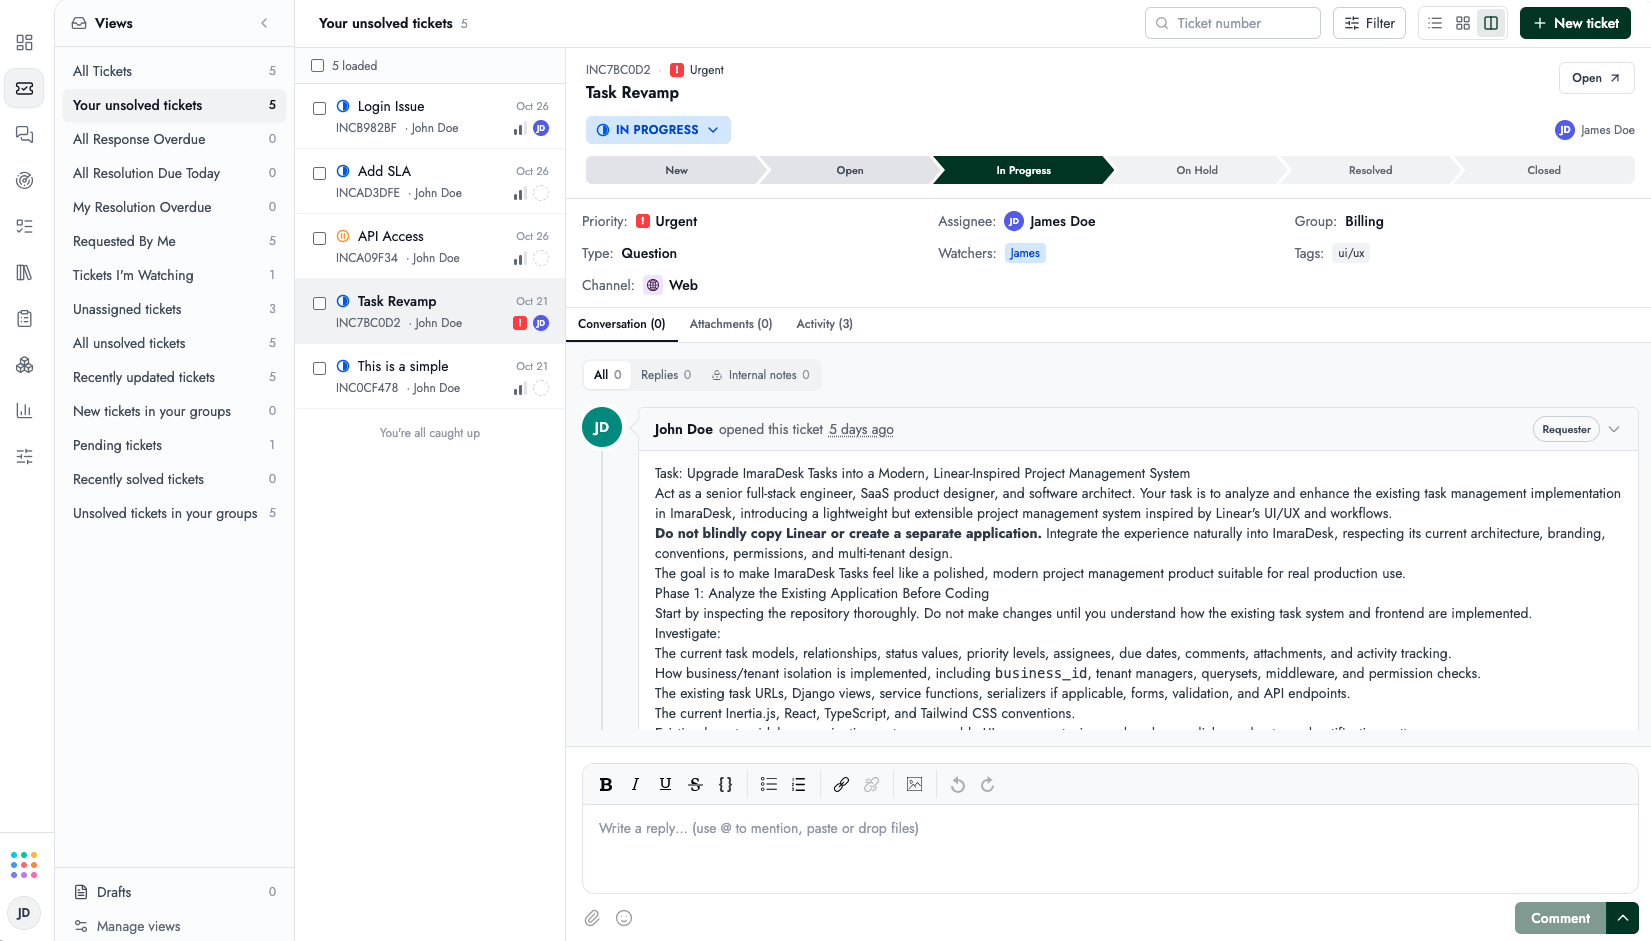 Views
All Tickets 5
Your unsolved tickets 5
All Response Overdue 0
All Resolution Due Today 0
My Resolution Overdue 0
Requested By Me 5
Tickets I'm Watching 1
Unassigned tickets 3
All unsolved tickets 5
Recently updated tickets 5
New tickets in your groups 0
Pending tickets 1
Recently solved tickets 0
Unsolved tickets in your groups 5
Drafts 0
Manage views
JD
Your unsolved tickets 5
Ticket number
Filter
New ticket
5 loaded
Login Issue Oct 26
INCB982BF · John Doe JD
Add SLA Oct 26
INCAD3DFE · John Doe
API Access Oct 26
INCA09F34 · John Doe
Task Revamp Oct 21
INC7BC0D2 · John Doe ! JD
This is a simple Oct 21
INC0CF478 · John Doe
You're all caught up
INC7BC0D2 · ! Urgent
Task Revamp
Open
IN PROGRESS
JD James Doe
New Open In Progress On Hold Resolved Closed
Priority: ! Urgent Assignee: JD James Doe Group: Billing
Type: Question Watchers: James Tags: ui/ux
Channel: Web
Conversation (0) Attachments (0) Activity (3)
All 0 Replies 0 Internal notes 0
JD
John Doe opened this ticket 5 days ago Requester
Task: Upgrade ImaraDesk Tasks into a Modern, Linear-Inspired Project Management System
Act as a senior full-stack engineer, SaaS product designer, and software architect. Your task is to analyze and enhance the existing task management implementation
in ImaraDesk, introducing a lightweight but extensible project management system inspired by Linear's UI/UX and workflows.
Do not blindly copy Linear or create a separate application. Integrate the experience naturally into ImaraDesk, respecting its current architecture, branding,
conventions, permissions, and multi-tenant design.
The goal is to make ImaraDesk Tasks feel like a polished, modern project management product suitable for real production use.
Phase 1: Analyze the Existing Application Before Coding
Start by inspecting the repository thoroughly. Do not make changes until you understand how the existing task system and frontend are implemented.
Investigate:
The current task models, relationships, status values, priority levels, assignees, due dates, comments, attachments, and activity tracking.
How business/tenant isolation is implemented, including business_id, tenant managers, querysets, middleware, and permission checks.
The existing task URLs, Django views, service functions, serializers if applicable, forms, validation, and API endpoints.
The current Inertia.js, React, TypeScript, and Tailwind CSS conventions.
B I U S {}
Write a reply... (use @ to mention, paste or drop files)
Comment